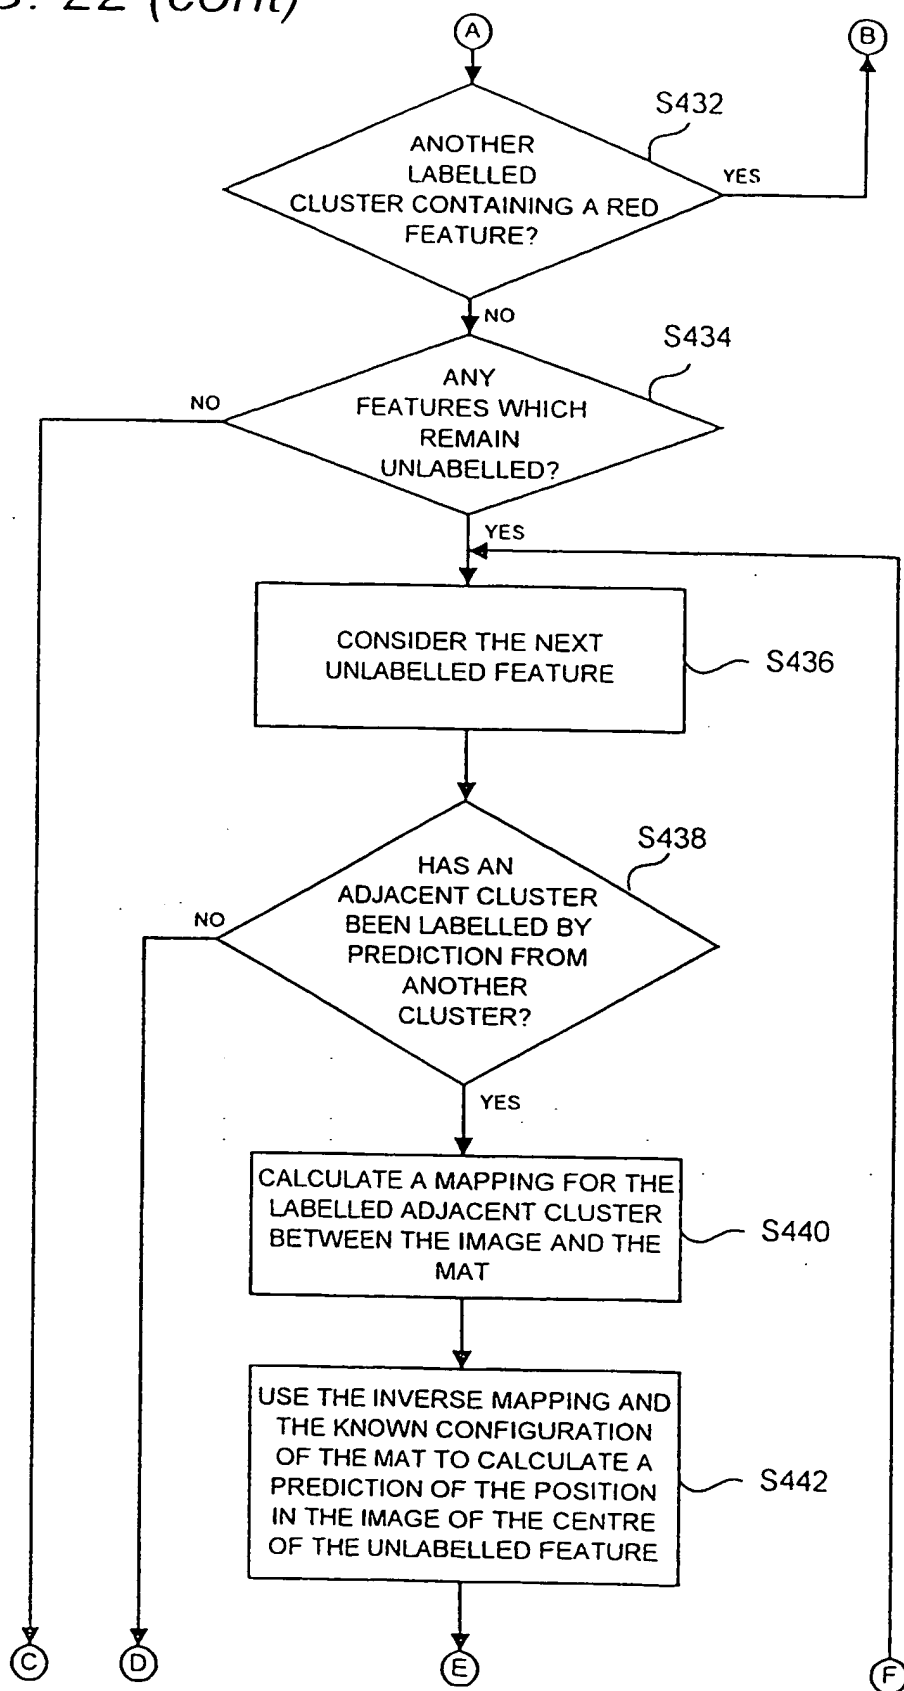 22 (cont)
A
B
S432
ANOTHER
LABELLED
CLUSTER CONTAINING A RED
FEATURE?
YES
NO
S434
ANY
FEATURES WHICH
REMAIN
UNLABELLED?
NO
YES
CONSIDER THE NEXT
UNLABELLED FEATURE
S436
S438
HAS AN
ADJACENT CLUSTER
BEEN LABELLED BY
PREDICTION FROM
ANOTHER
CLUSTER?
NO
YES
CALCULATE A MAPPING FOR THE
LABELLED ADJACENT CLUSTER
BETWEEN THE IMAGE AND THE
MAT
S440
USE THE INVERSE MAPPING AND
THE KNOWN CONFIGURATION
OF THE MAT TO CALCULATE A
PREDICTION OF THE POSITION
IN THE IMAGE OF THE CENTRE
OF THE UNLABELLED FEATURE
S442
C
D
E
F